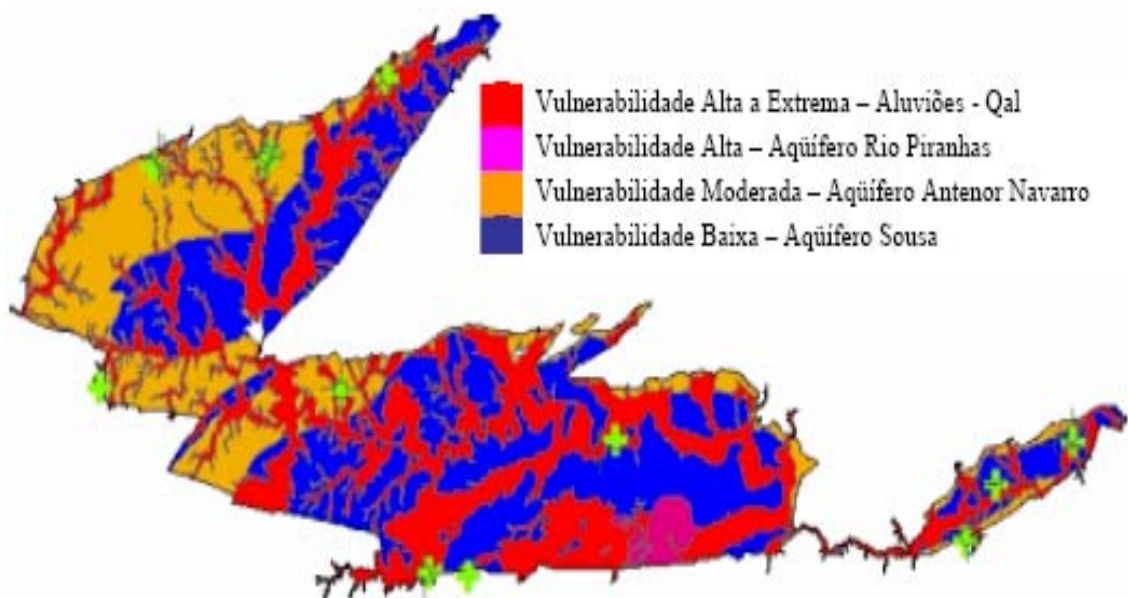 Vulnerabilidade Alta a Extrema – Aluviões - Qal
Vulnerabilidade Alta – Aqüífero Rio Piranhas
Vulnerabilidade Moderada – Aqüífero Antenor Navarro
Vulnerabilidade Baixa – Aqüífero Sousa